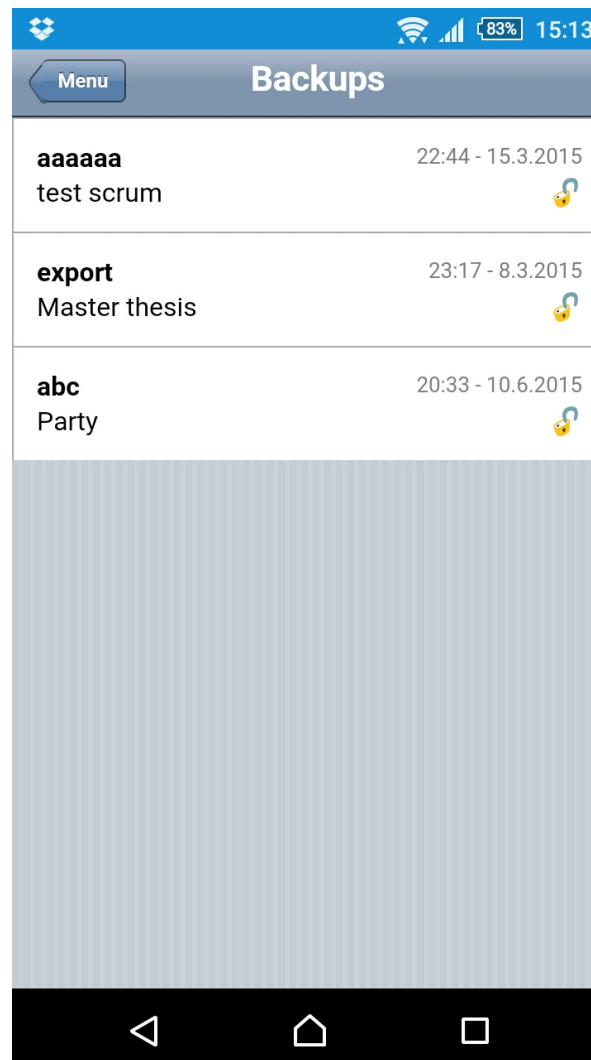 83% 15:13
Menu Backups
aaaaaa 22:44 - 15.3.2015
test scrum
export 23:17 - 8.3.2015
Master thesis
abc 20:33 - 10.6.2015
Party